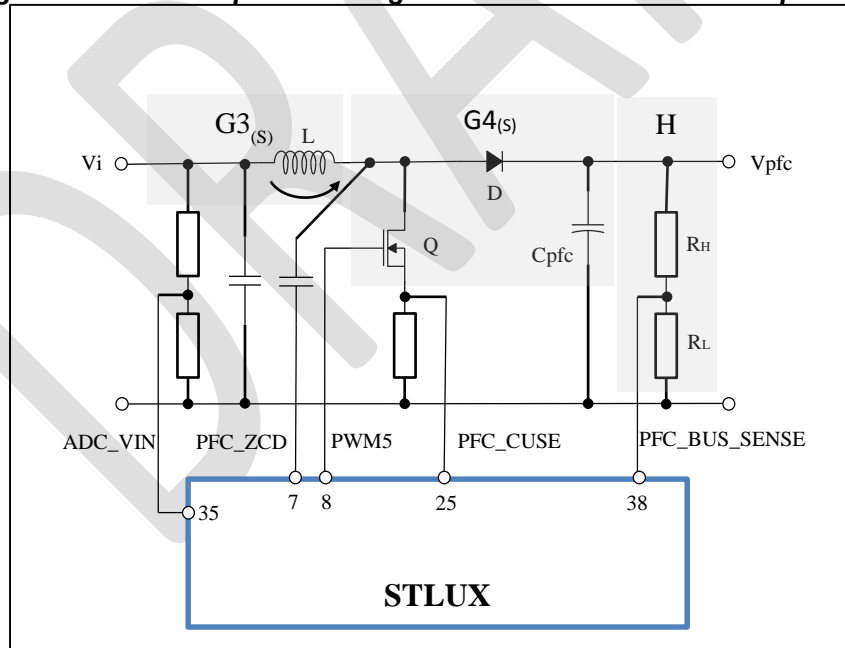 G3(S)
L
G4(S)
H
Vi
Vpfc
D
Q
Cpfc
RH
RL
ADC_VIN
PFC_ZCD
PWM5
PFC_CUSE
PFC_BUS_SENSE
35
7
8
25
38
STLUX